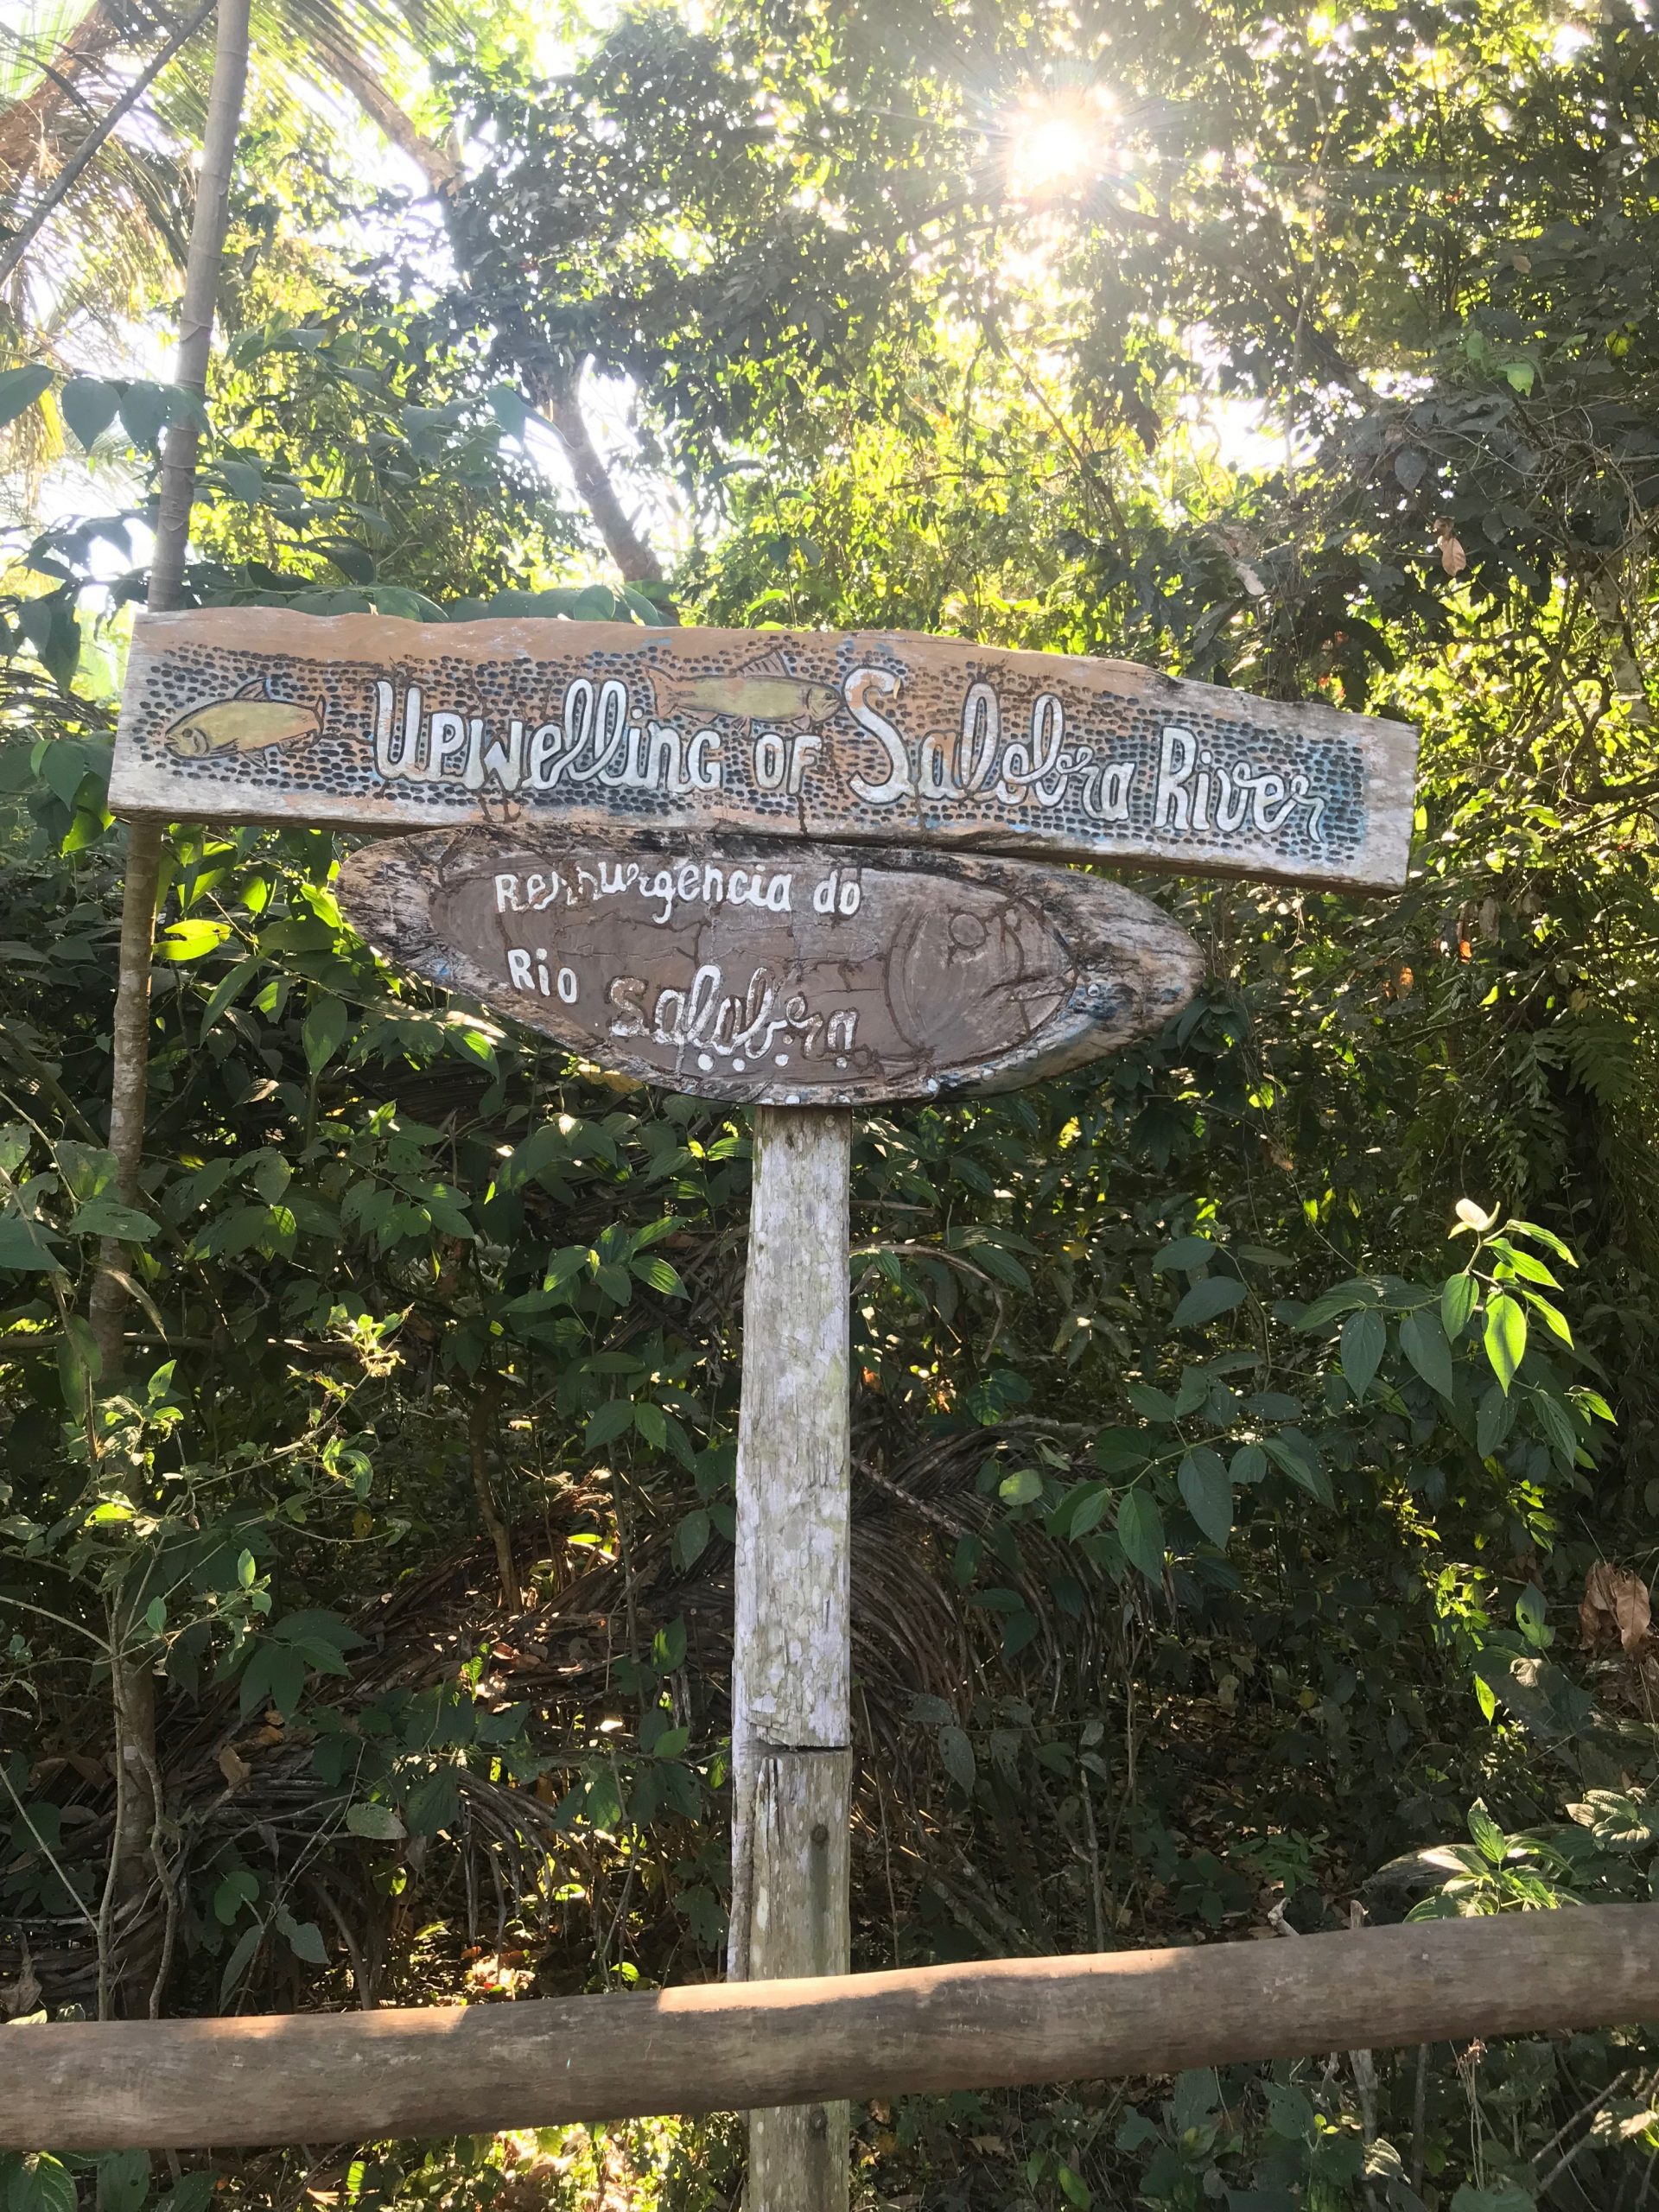 Upwelling of Salobra River
Ressurgencia do
Rio Salobra